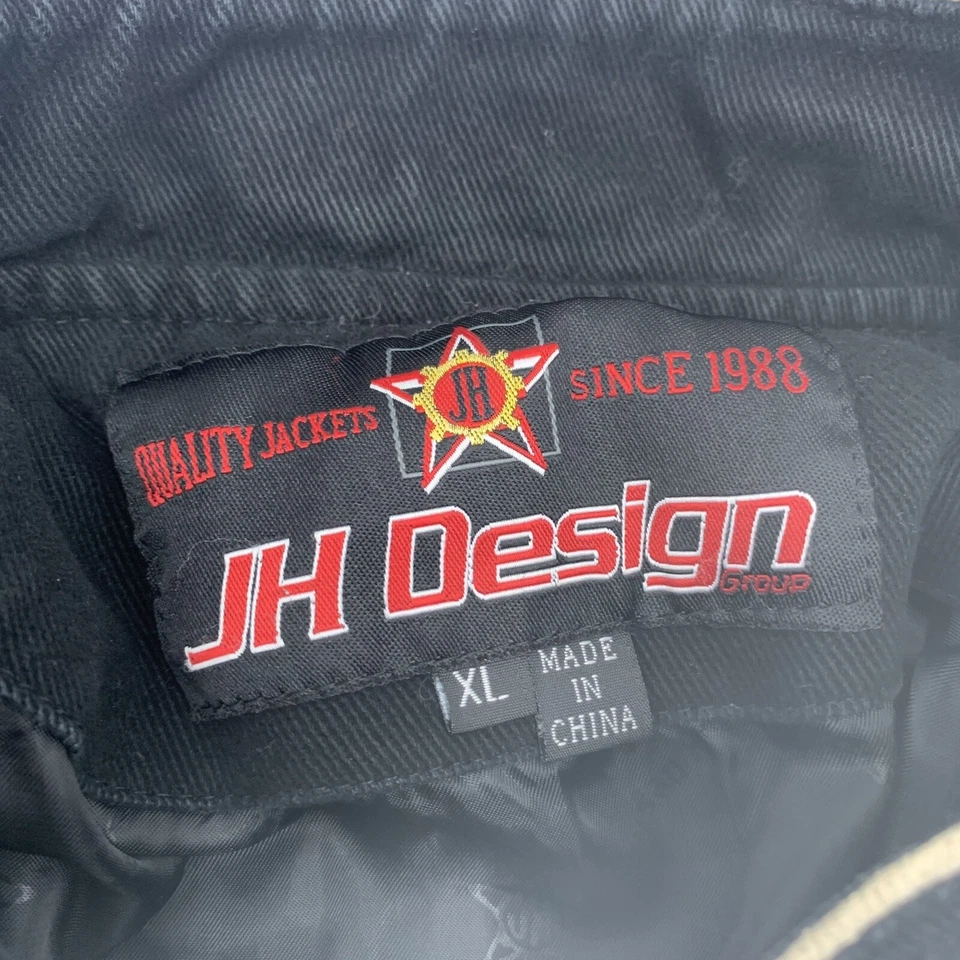 QUALITY JACKETS
JH
SINCE 1988
JH Design
Group
XL
MADE
IN
CHINA